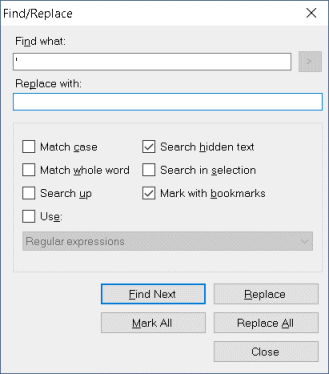 Find/Replace
Find what:
'
>
Replace with:
Match case
Search hidden text
Match whole word
Search in selection
Search up
Mark with bookmarks
Use:
Regular expressions
Find Next
Replace
Mark All
Replace All
Close